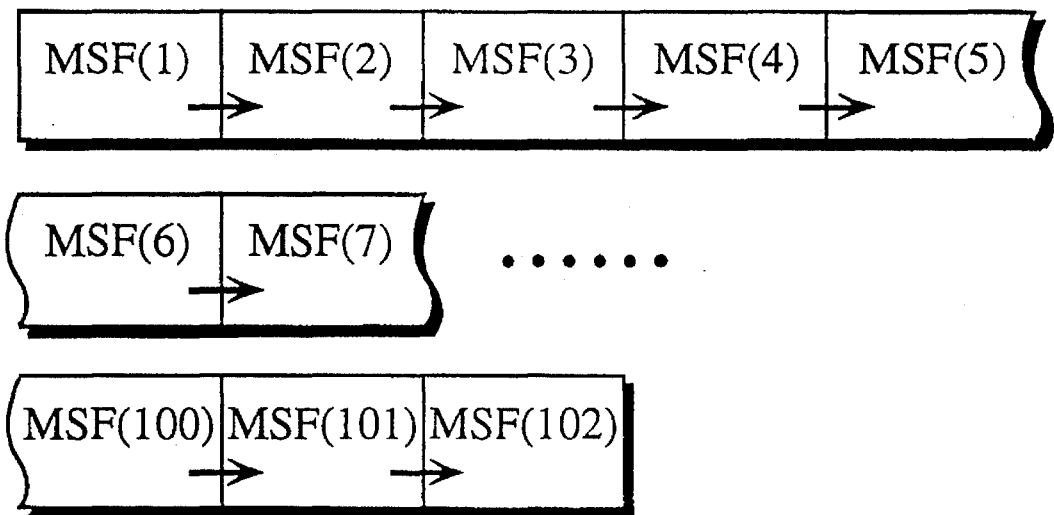 MSF(1) MSF(2) MSF(3) MSF(4) MSF(5)
MSF(6) MSF(7) ......
MSF(100) MSF(101) MSF(102)